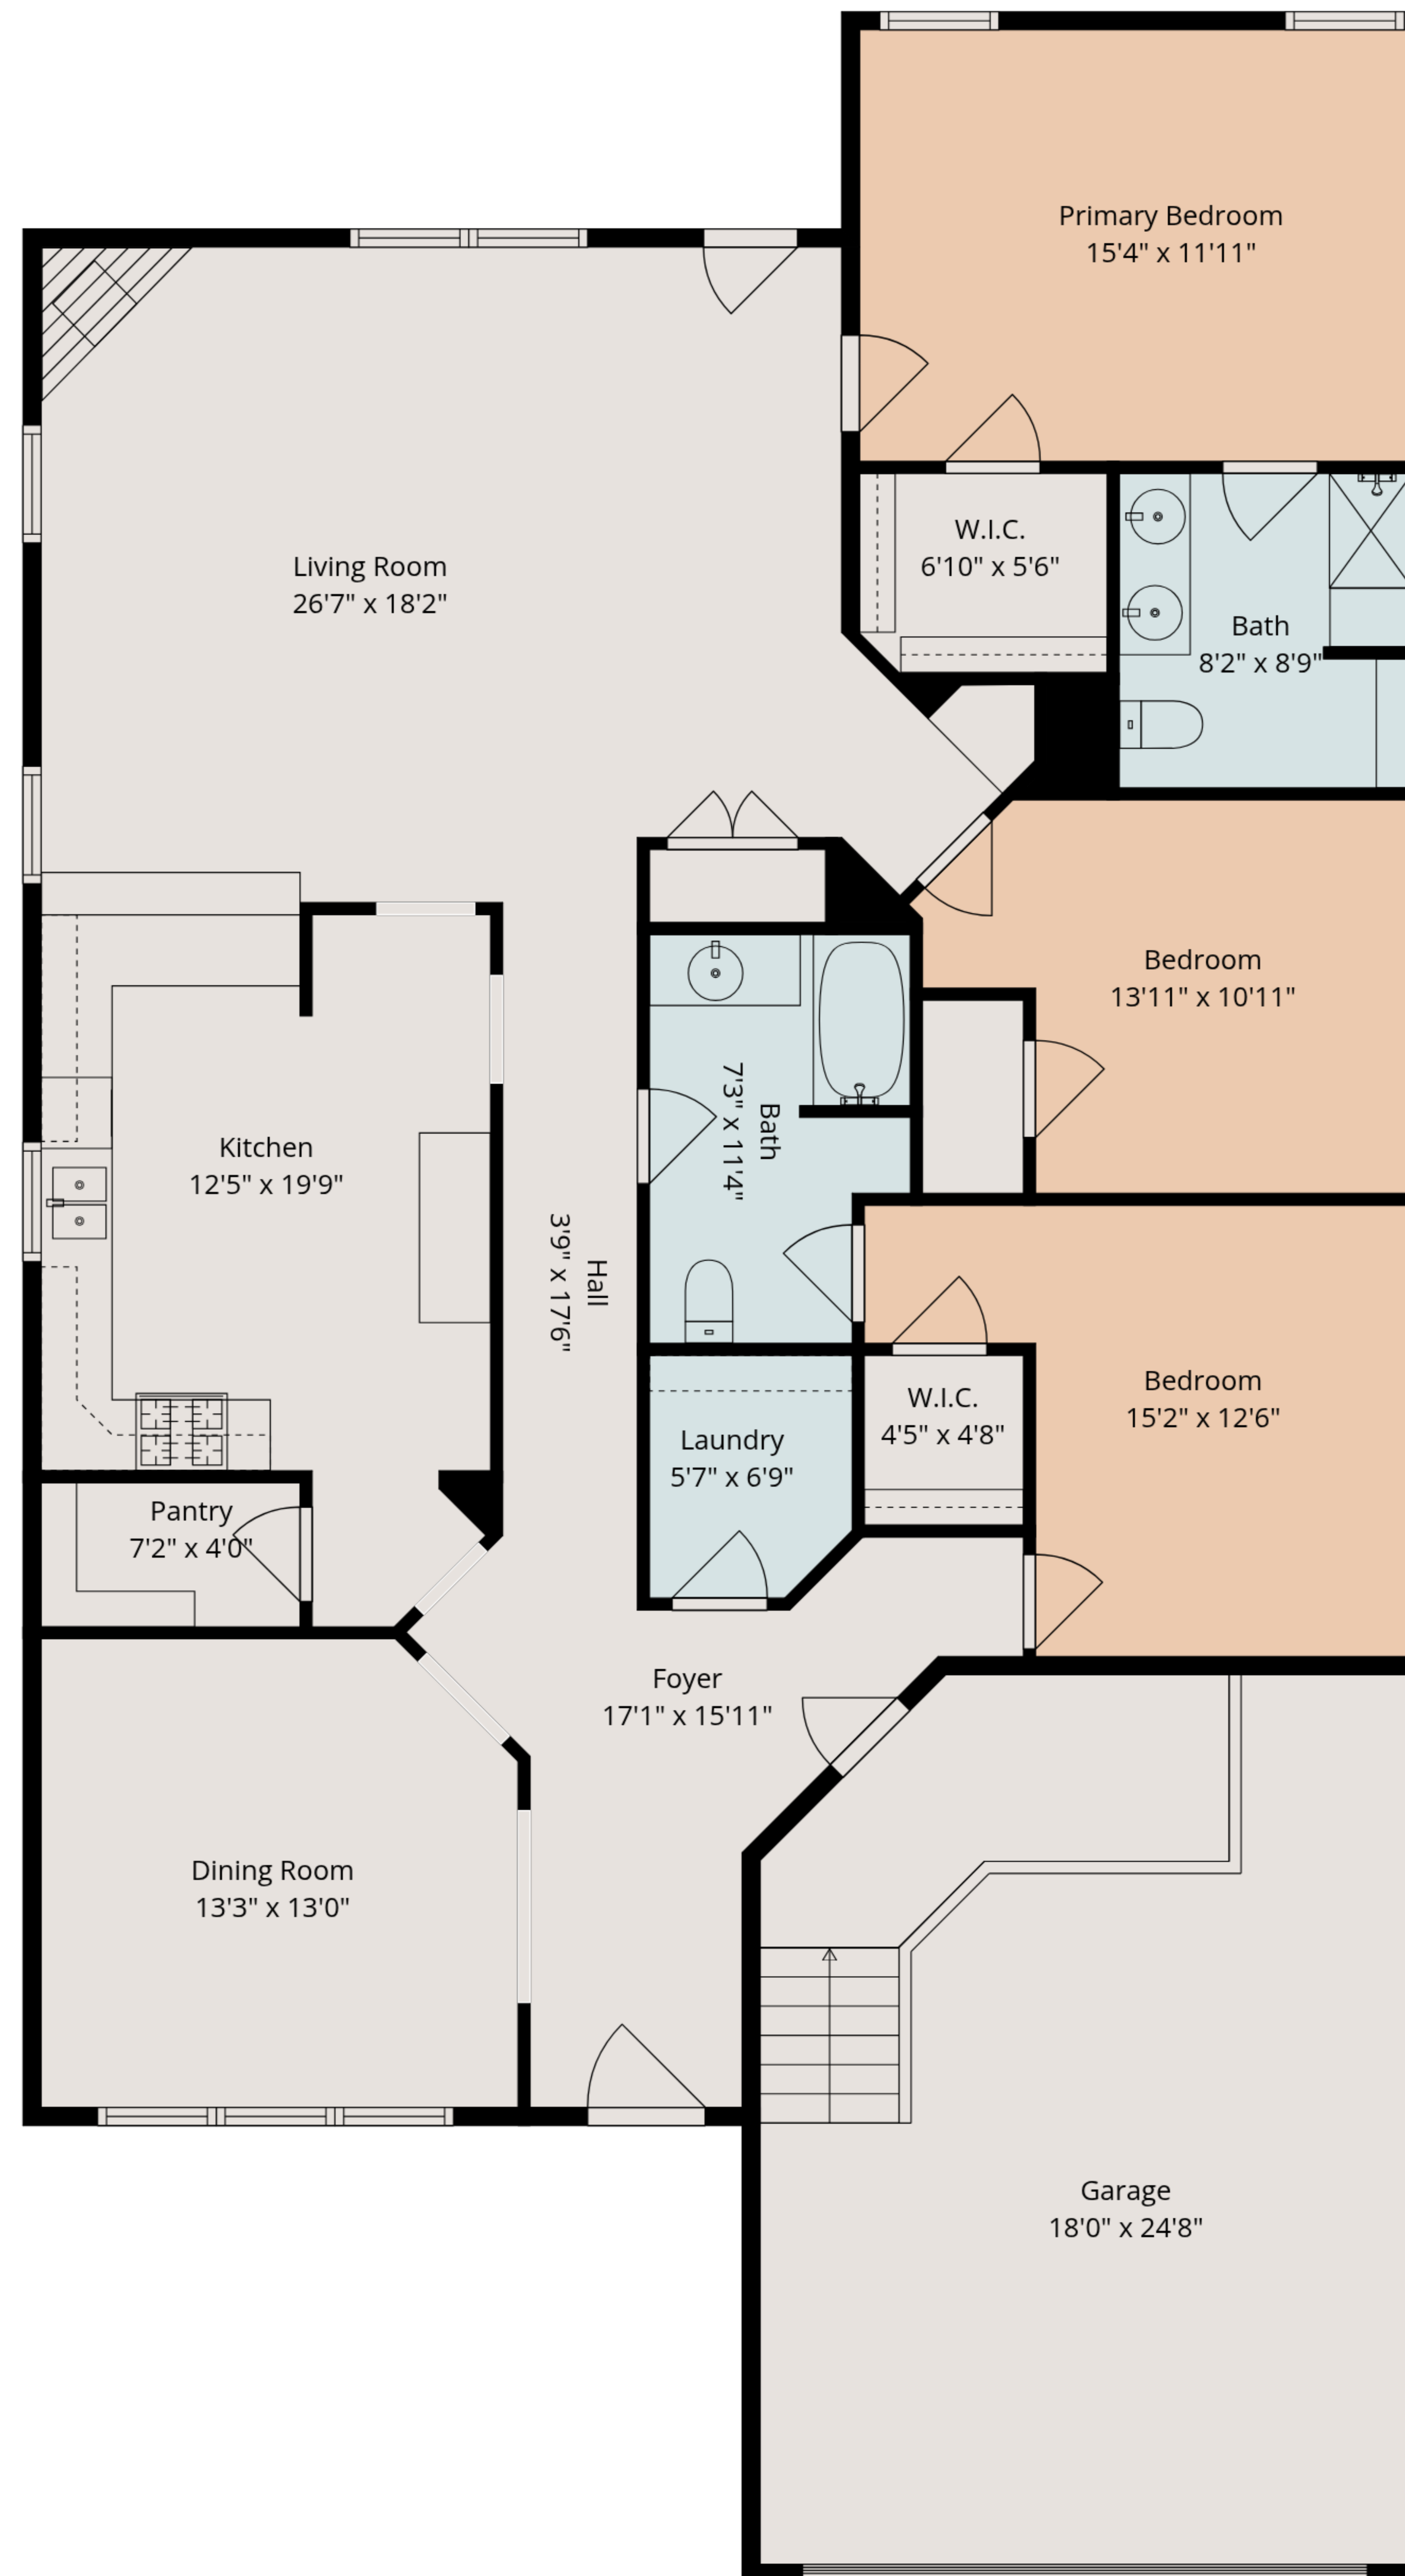 Primary Bedroom
15'4" x 11'11"
W.I.C.
6'10" x 5'6"
Living Room
26'7" x 18'2"
Bath
8'2" x 8'9"
Bedroom
13'11" x 10'11"
Bath
7'3" x 11'4"
Kitchen
12'5" x 19'9"
Hall
3'9" x 17'6"
Bedroom
15'2" x 12'6"
W.I.C.
4'5" x 4'8"
Laundry
5'7" x 6'9"
Pantry
7'2" x 4'0"
Foyer
17'1" x 15'11"
Dining Room
13'3" x 13'0"
Garage
18'0" x 24'8"